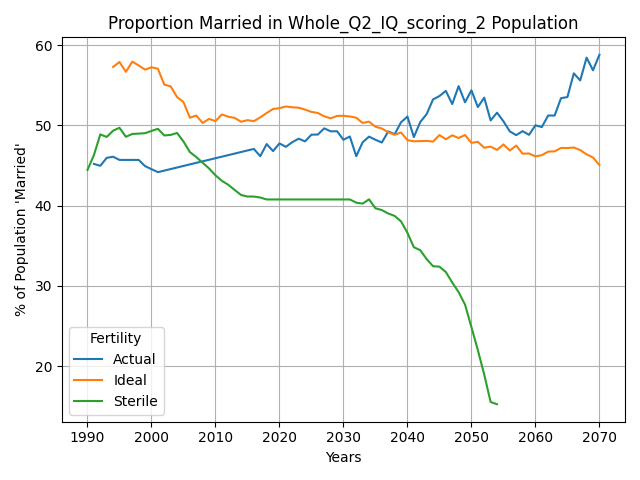 Proportion Married in Whole_Q2_IQ_scoring_2 Population
60
50
40
30
20
% of Population 'Married'
Fertility
Actual
Ideal
Sterile
1990 2000 2010 2020 2030 2040 2050 2060 2070
Years